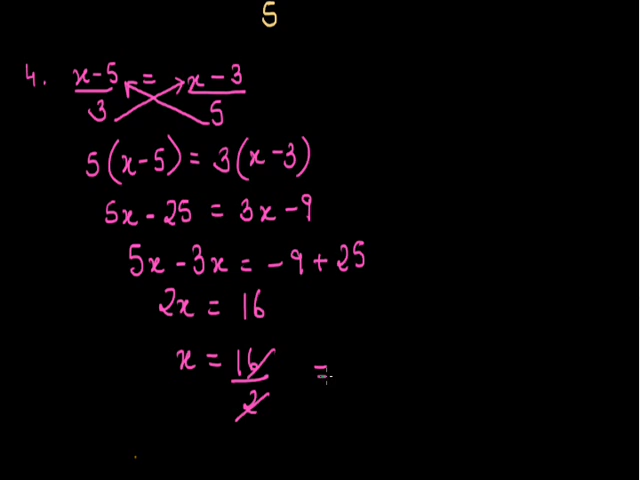 5
4. x-5/3 = x-3/5
5(x-5) = 3(x-3)
5x - 25 = 3x - 9
5x - 3x = -9 + 25
2x = 16
x = 16/2 =